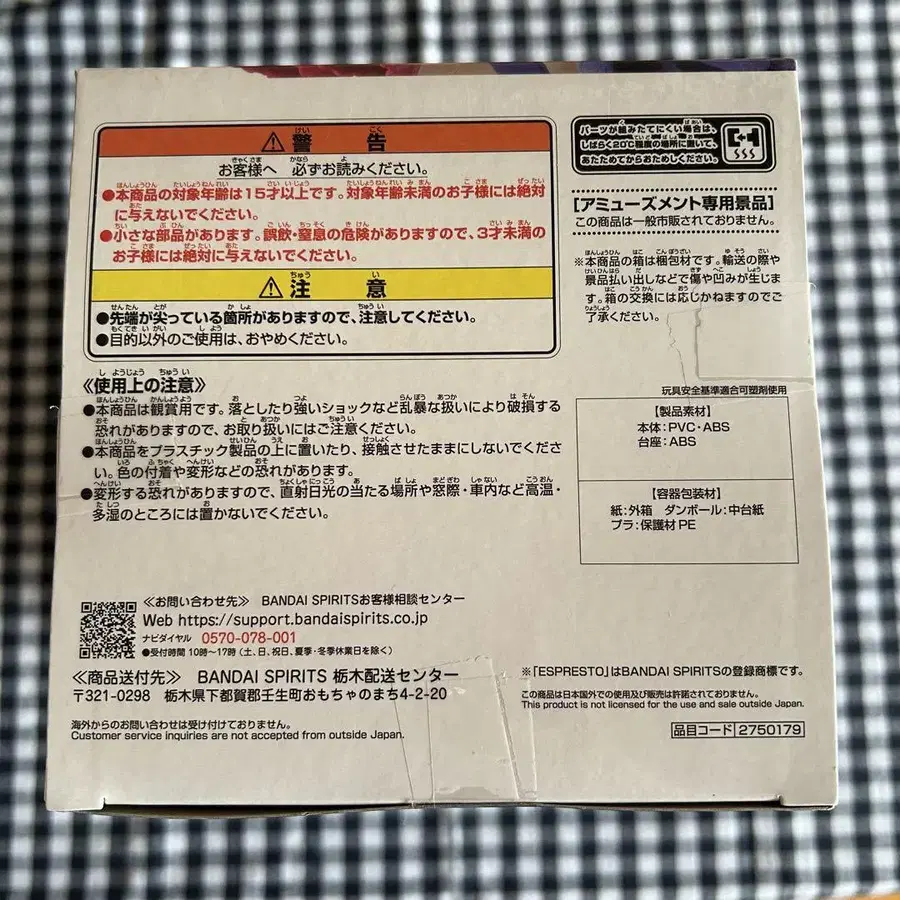 ⚠警告
お客様へ 必ずお読みください。
●本商品の対象年齢は15才以上です。対象年齢未満のお子様には絶対
に与えないでください。
●小さな部品があります。誤飲・窒息の危険がありますので、3才未満の
お子様には絶対に与えないでください。
⚠注意
●先端が尖っている箇所がありますので、注意してください。
●目的以外のご使用は、おやめください。
《使用上の注意》
●本商品は観賞用です。落としたり強いショックなど乱暴な扱いにより破損する
恐れがありますので、お取り扱いにはご注意ください。
●本商品をプラスチック製品の上に置いたり、接触させたままにしないでくださ
い。色の付着や変形などの恐れがあります。
●変形する恐れがありますので、直射日光の当たる場所や窓際・車内など高温・
多湿のところには置かないでください。
パーツが組みたてにくい場合は、
しばらく20℃程度の場所に置いて、
あたためてからおためしください。
[アミューズメント専用景品]
この商品は一般市販されておりません。
※本商品の箱は梱包材です。輸送の際や
景品払い出しなどで傷や凹みが生じま
す。箱の交換には応じかねますのでご
了承ください。
玩具安全基準適合可塑剤使用
【製品素材】
本体:PVC・ABS
台座:ABS
【容器包装材】
紙:外箱 ダンボール:中台紙
プラ:保護材PE
≪お問い合わせ先≫ BANDAI SPIRITSお客様相談センター
Web https://support.bandaispirits.co.jp
ナビダイヤル 0570-078-001
●受付時間 10時〜17時(土、日、祝日、夏季・冬季休業日を除く)
≪商品送付先≫ BANDAI SPIRITS 栃木配送センター
〒321-0298 栃木県下都賀郡壬生町おもちゃのまち4-2-20
海外からのお問い合わせは受け付けておりません。
Customer service inquiries are not accepted from outside Japan.
※「ESPRESTO」はBANDAI SPIRITSの登録商標です。
この商品は日本国外での使用及び販売は許諾されておりません。
This product is not licensed for the use and sale outside Japan.
品目コード 2750179